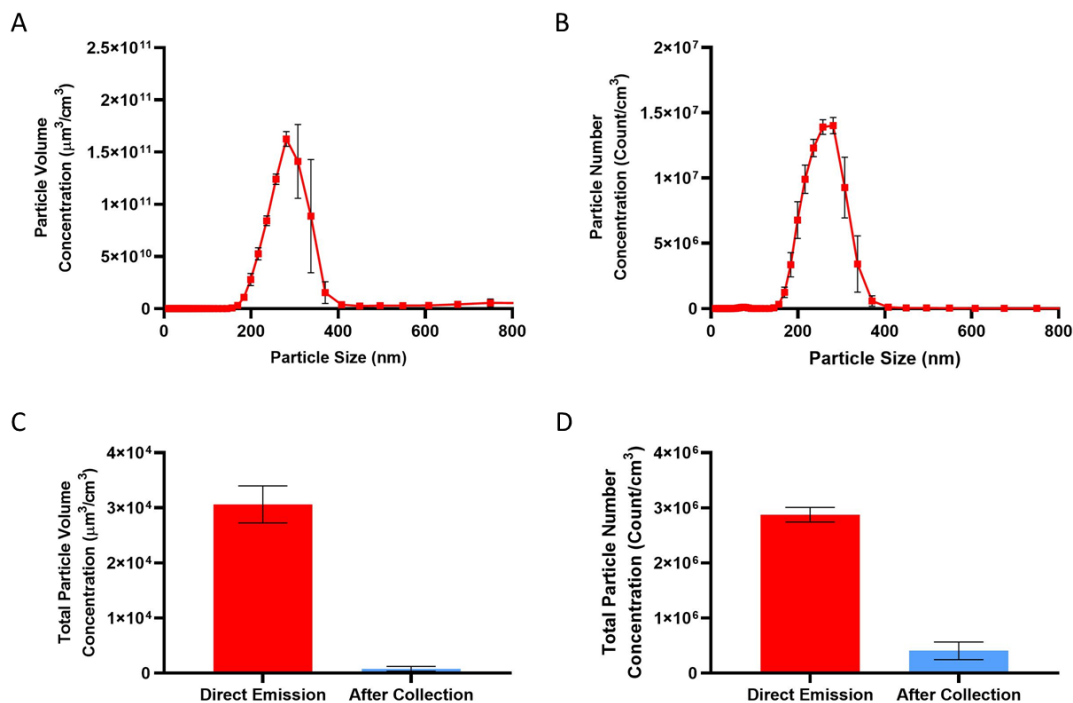 A
Particle Volume
Concentration (μm³/cm³)
2.5×10¹¹
2×10¹¹
1.5×10¹¹
1×10¹¹
5×10¹⁰
0
0 200 400 600 800
Particle Size (nm)
B
Particle Number
Concentration (Count/cm³)
2×10⁷
1.5×10⁷
1×10⁷
5×10⁶
0
0 200 400 600 800
Particle Size (nm)
C
Total Particle Volume
Concentration (μm³/cm³)
4×10⁴
3×10⁴
2×10⁴
1×10⁴
0
Direct Emission After Collection
D
Total Particle Number
Concentration (Count/cm³)
4×10⁶
3×10⁶
2×10⁶
1×10⁶
0
Direct Emission After Collection